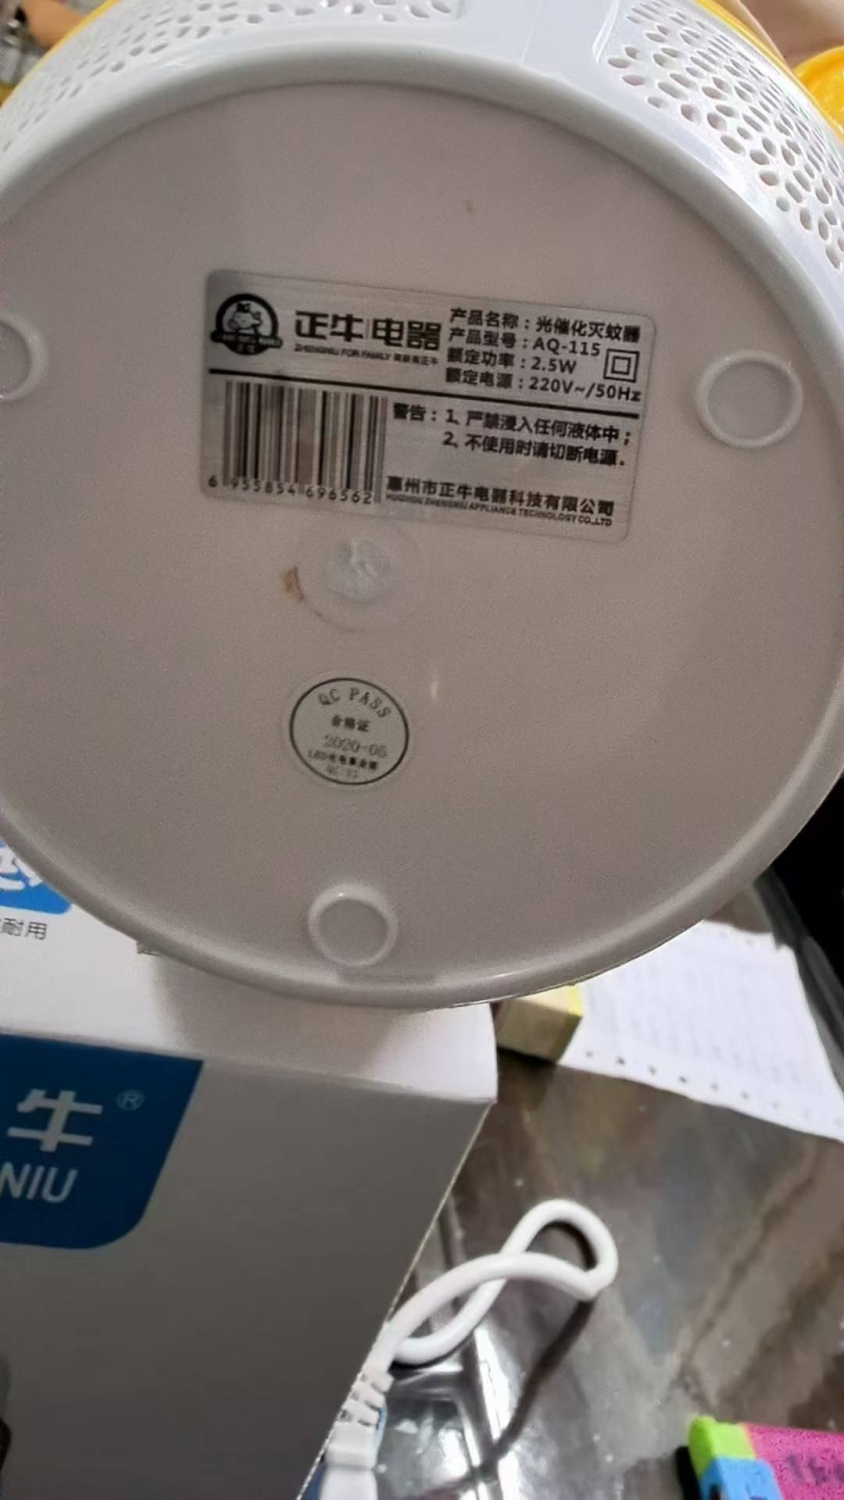 正牛电器
ZHENGNIU FOR FAMILY
产品名称：光催化灭蚊器
产品型号：AQ-115
额定功率：2.5W
额定电源：220V~/50Hz
警告：1、严禁浸入任何液体中；
2、不使用时请切断电源.
6 955854 696562
惠州市正牛电器科技有限公司
HUIZHOU ZHENGNIU APPLIANCE TECHNOLOGY CO.,LTD
QC PASS
合格证
2020-05
耐用
牛®
NIU